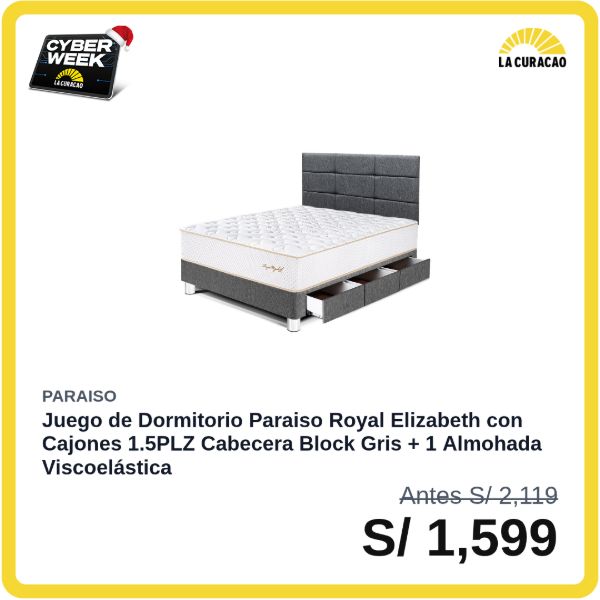 CYBER
WEEK
LA CURACAO
LA CURACAO
PARAISO
Juego de Dormitorio Paraiso Royal Elizabeth con
Cajones 1.5PLZ Cabecera Block Gris + 1 Almohada
Viscoelástica
Antes S/ 2,119
S/ 1,599